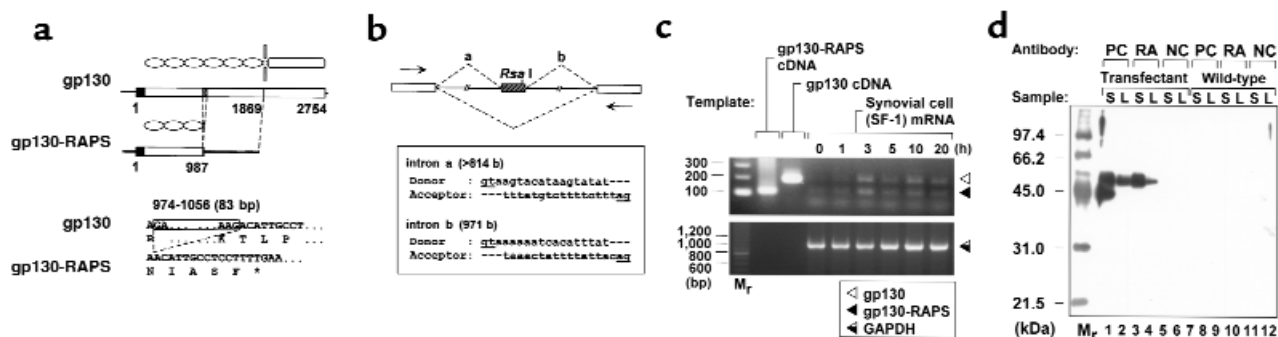 a
gp130
1 1869 2754
gp130-RAPS
1 987
974-1056 (83 bp)
gp130
AGA AAGACATTGCCT...
R K T L P ...
gp130-RAPS
AACATTGCCTCCTTTTGAA...
N I A S F *
b
a b
Rsa I
intron a (>814 b)
Donor : gtaagtacataagtatat---
Acceptor: ---tttatgtcttttattacag
intron b (971 b)
Donor : gtaaaaaatcacatttat---
Acceptor: ---taaactattttattacag
c
gp130-RAPS
cDNA
gp130 cDNA
Template:
Synovial cell
(SF-1) mRNA
0 1 3 5 10 20 (h)
300
200
100
1,200
1,000
800
600
(bp) Mr
gp130
gp130-RAPS
GAPDH
d
Antibody: PC RA NC PC RA NC
Transfectant Wild-type
Sample: S L S L S L S L S L S L
97.4
66.2
45.0
31.0
21.5
(kDa) Mr 1 2 3 4 5 6 7 8 9 10 11 12